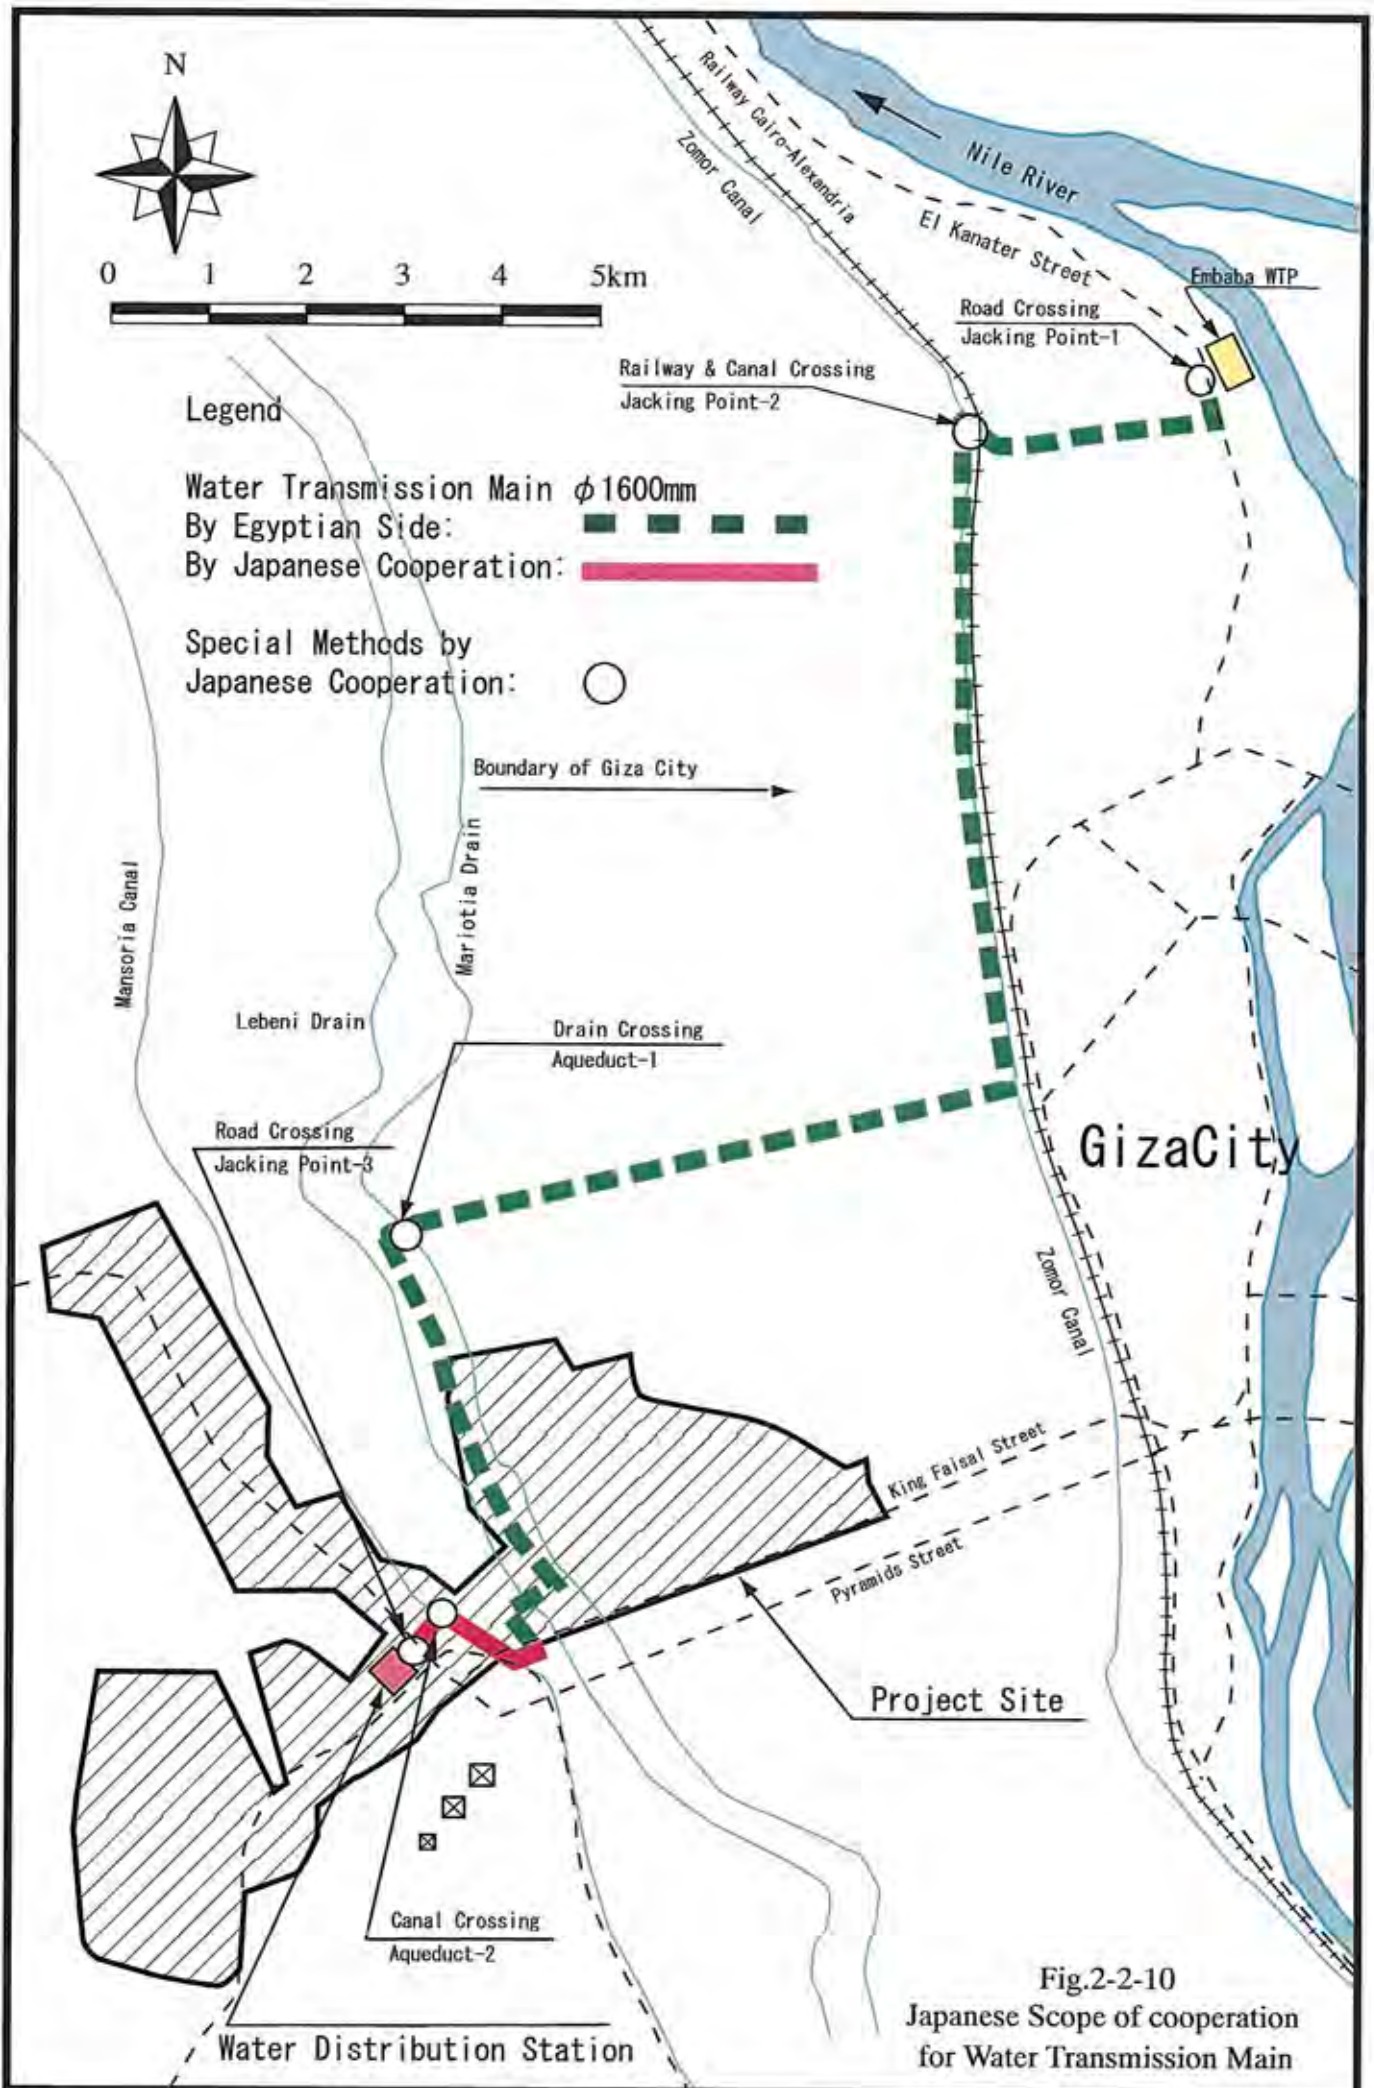 N
0 1 2 3 4 5km
Railway Cairo-Alexandria
Zomor Canal
Nile River
El Kanater Street
Embaba WTP
Road Crossing
Jacking Point-1
Railway & Canal Crossing
Jacking Point-2
Legend
Water Transmission Main φ1600mm
By Egyptian Side:
By Japanese Cooperation:
Special Methods by
Japanese Cooperation:
Boundary of Giza City
Mansoria Canal
Mariotia Drain
Lebeni Drain
Drain Crossing
Aqueduct-1
Road Crossing
Jacking Point-3
GizaCity
Zomor Canal
King Faisal Street
Pyramids Street
Project Site
Canal Crossing
Aqueduct-2
Water Distribution Station
Fig.2-2-10
Japanese Scope of cooperation
for Water Transmission Main